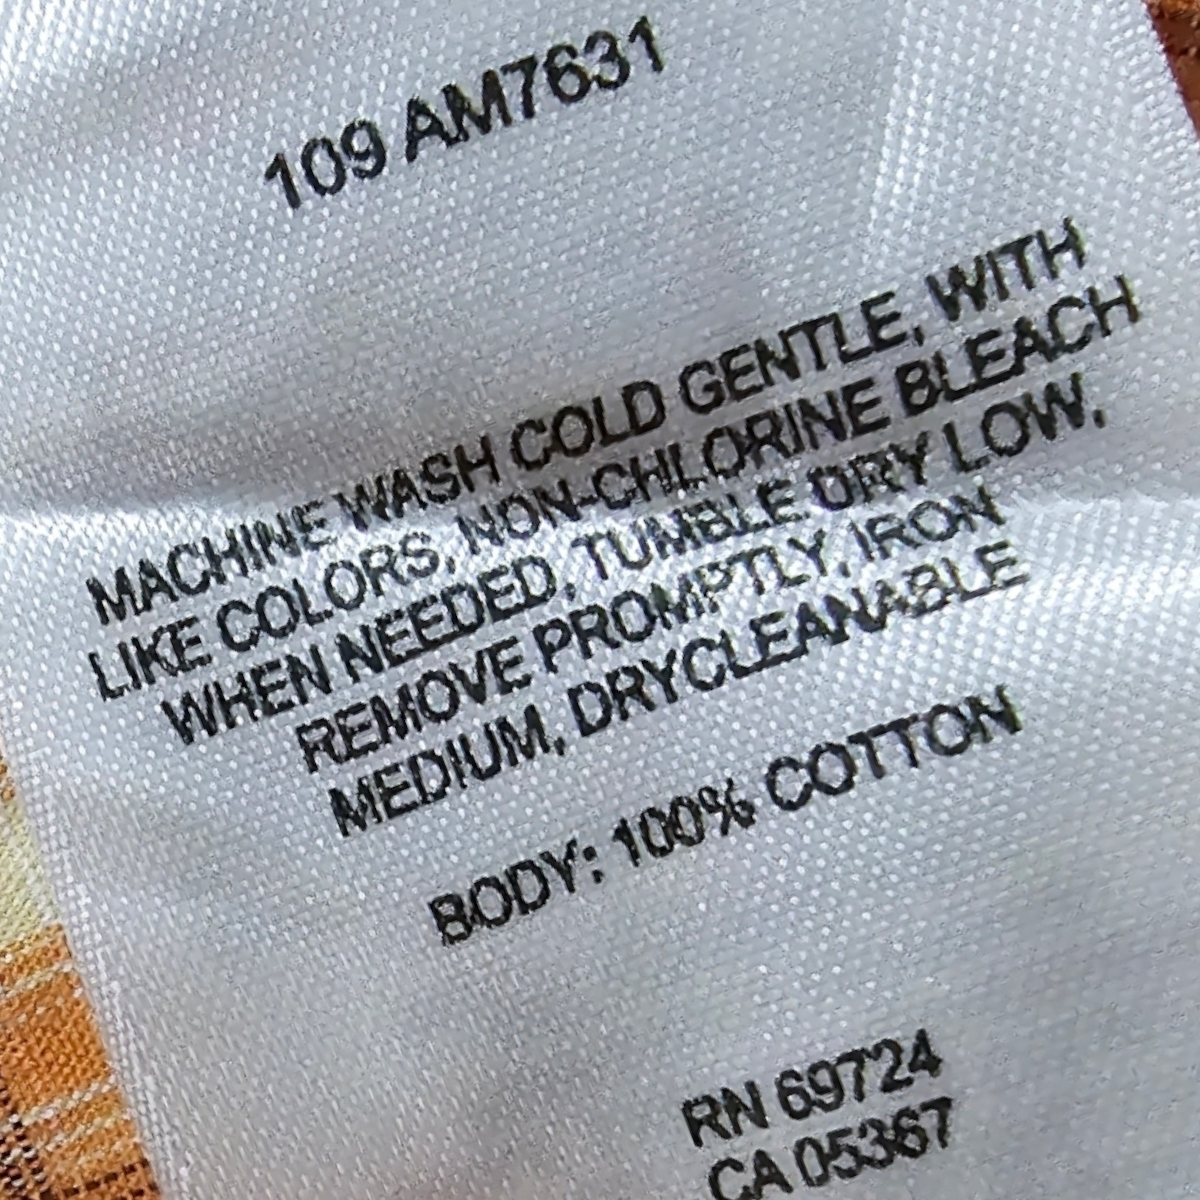 109 AM7631
MACHINE WASH COLD GENTLE, WITH
LIKE COLORS, NON-CHLORINE BLEACH
WHEN NEEDED, TUMBLE DRY LOW,
REMOVE PROMPTLY, IRON
MEDIUM, DRYCLEANABLE
BODY: 100% COTTON
RN 69724
CA 05367